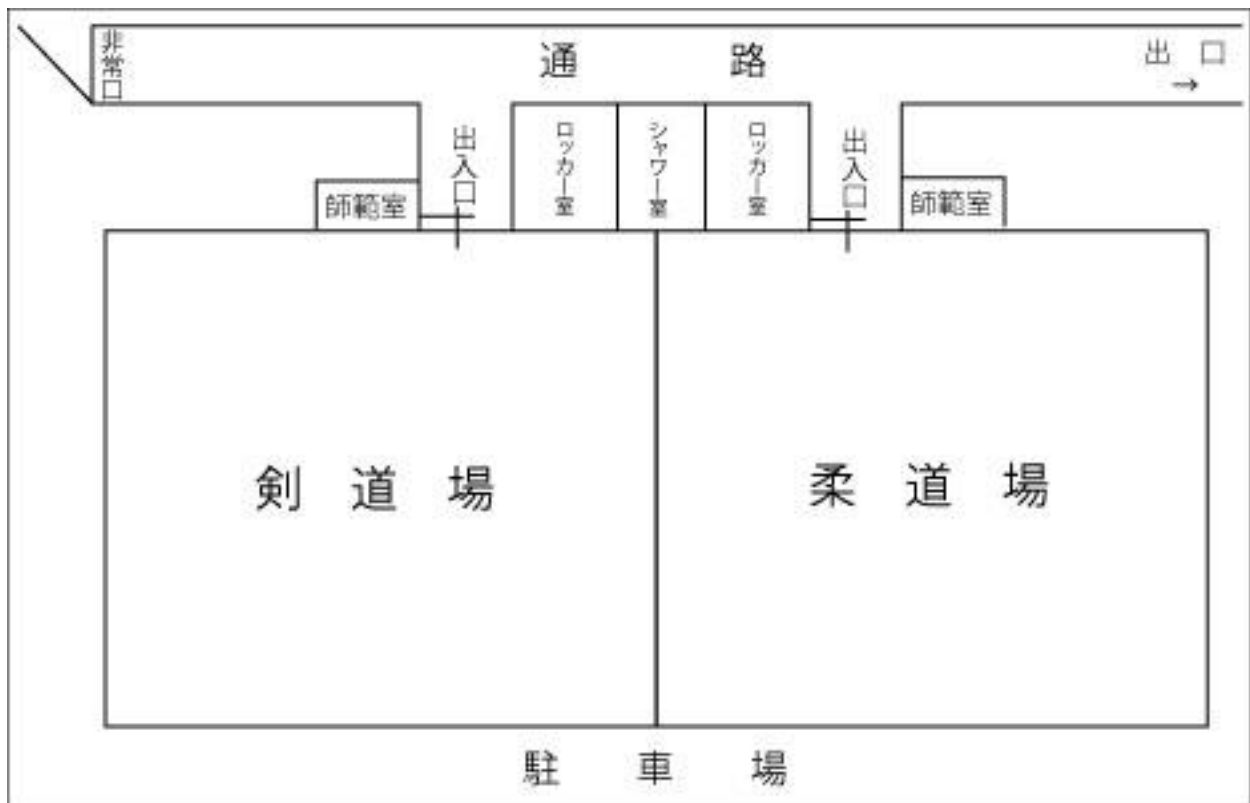 非常口
通 路
出 口
→
出入口
ロッカー室
シャワー室
ロッカー室
出入口
師範室
師範室
剣 道 場
柔 道 場
駐 車 場